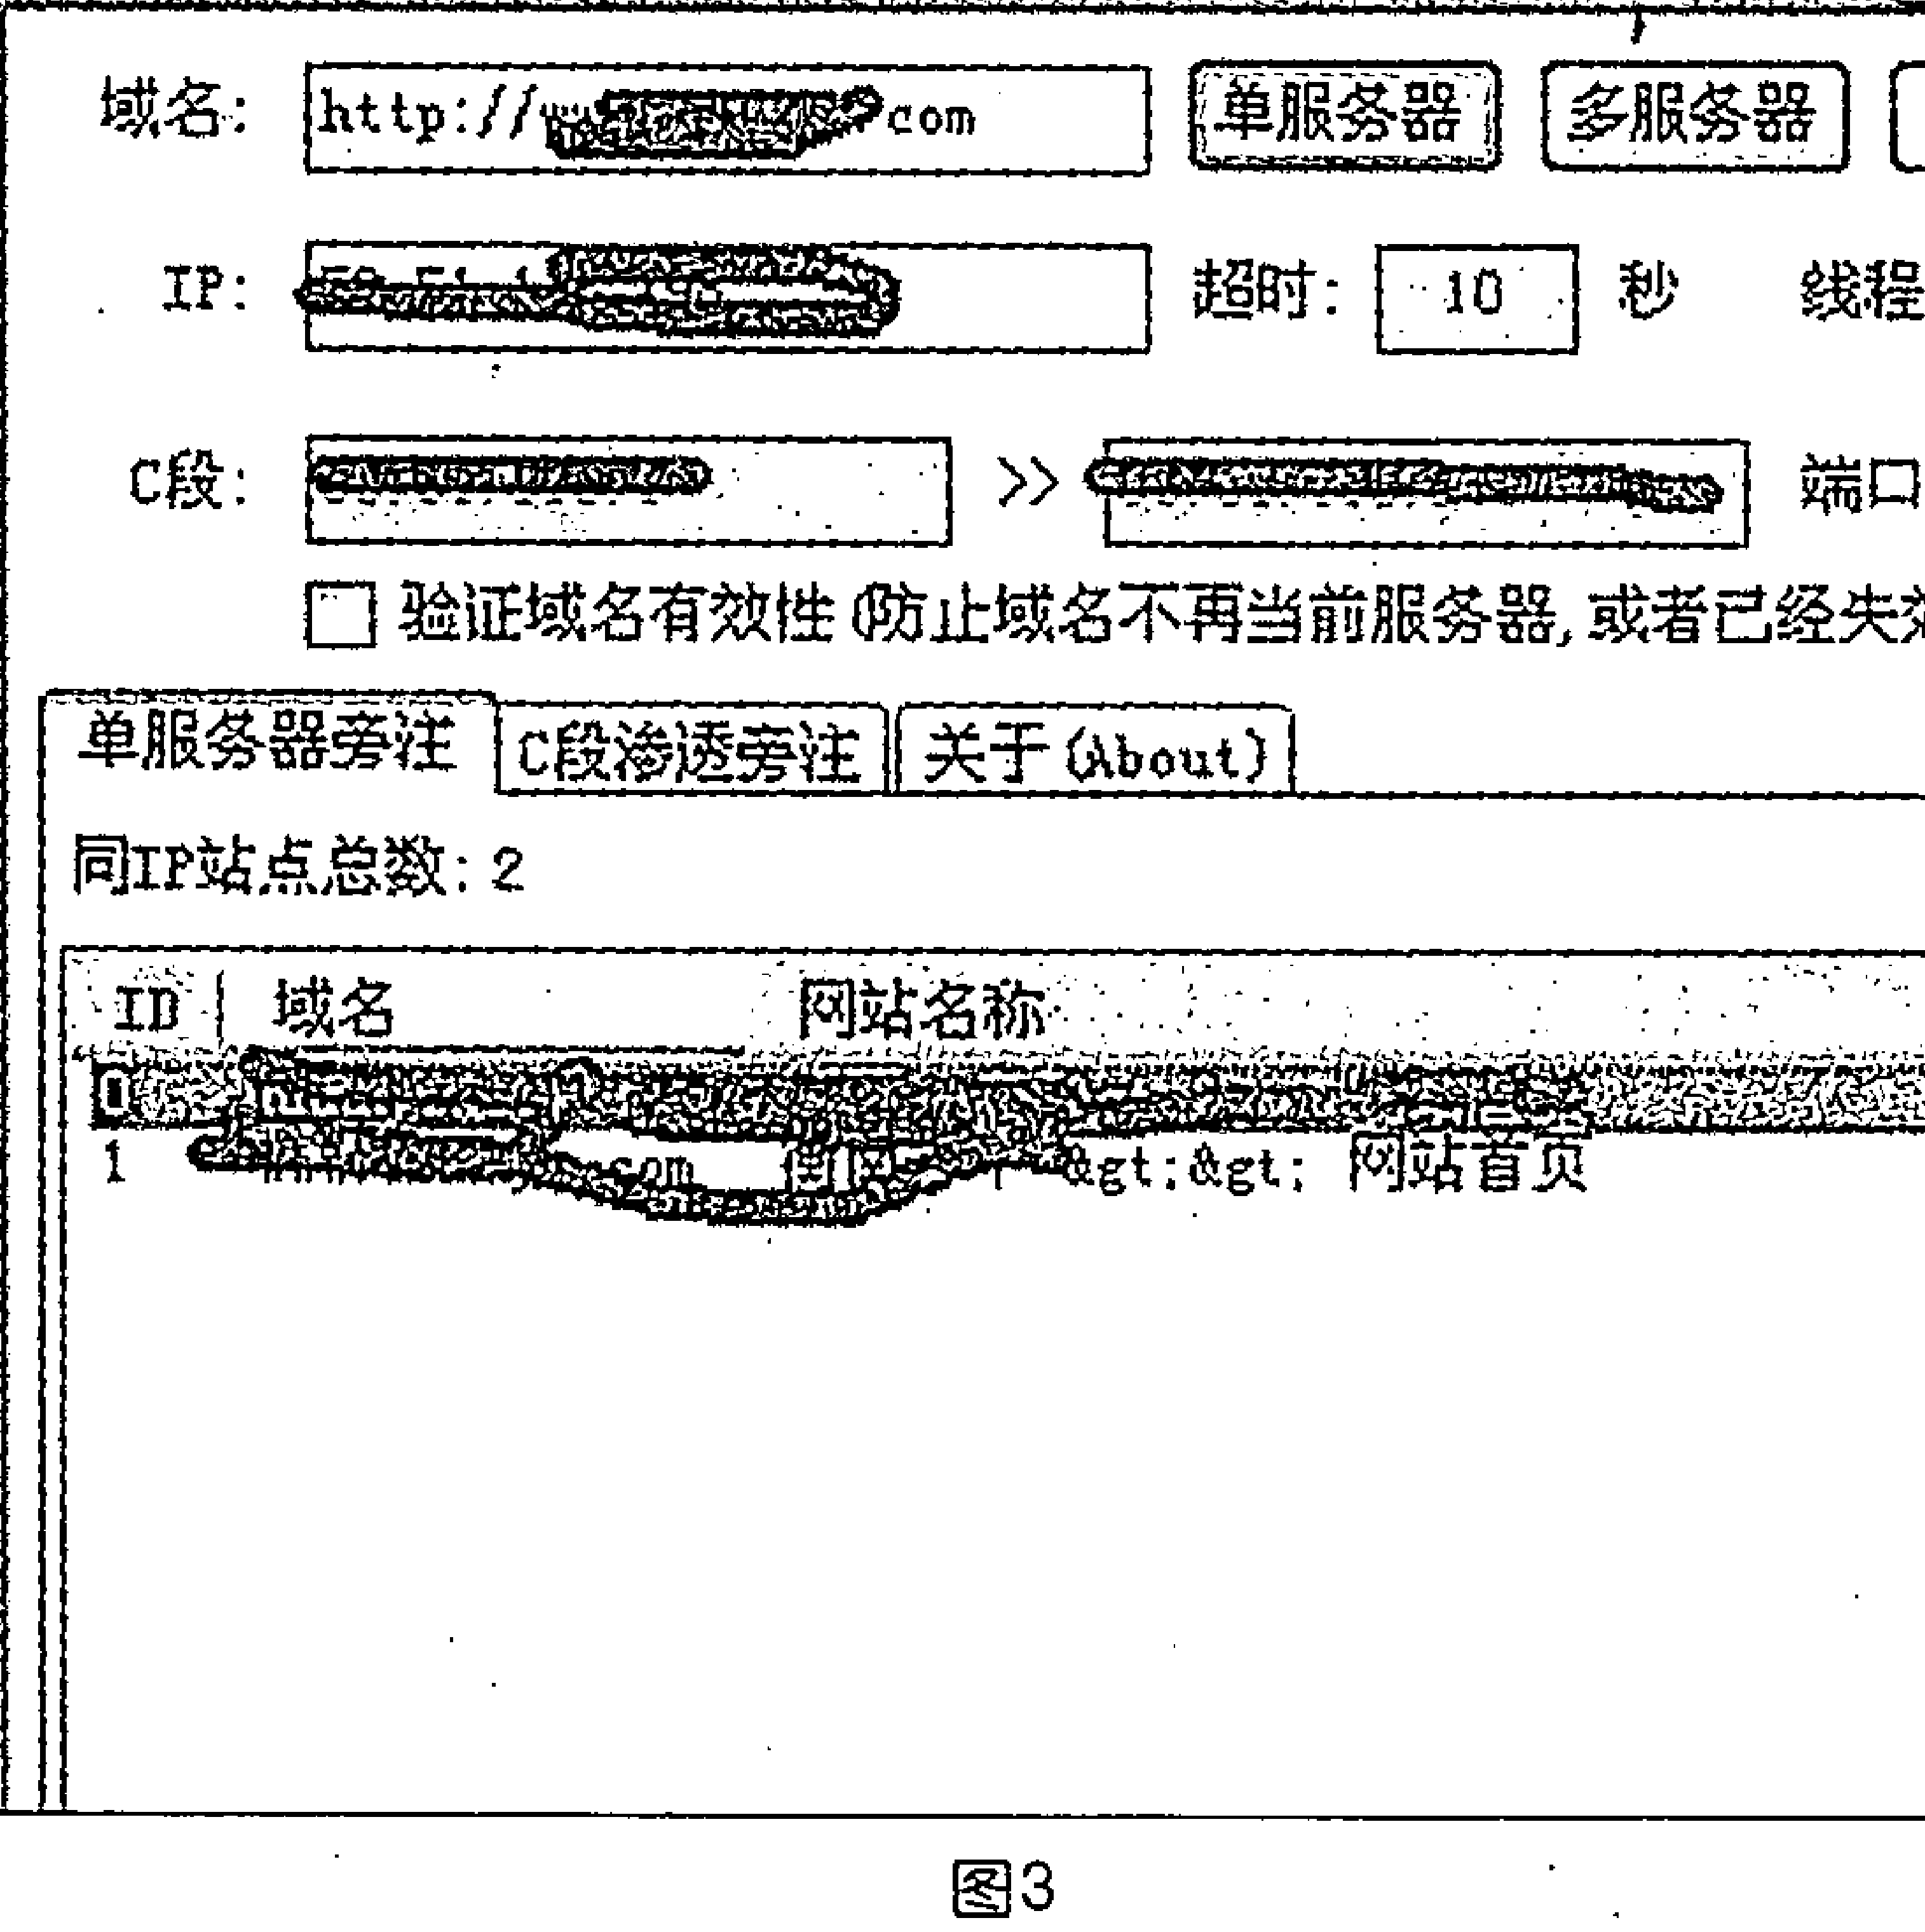 域名: http://w com 单服务器 多服务器
IP: 超时: 10 秒 线程
C段: >> 端口
验证域名有效性(防止域名不再当前服务器,或者已经失
单服务器旁注 C段渗透旁注 关于(About)
同IP站点总数: 2
ID 域名 网站名称
0
1 .com &gt;&gt; 网站首页
图3